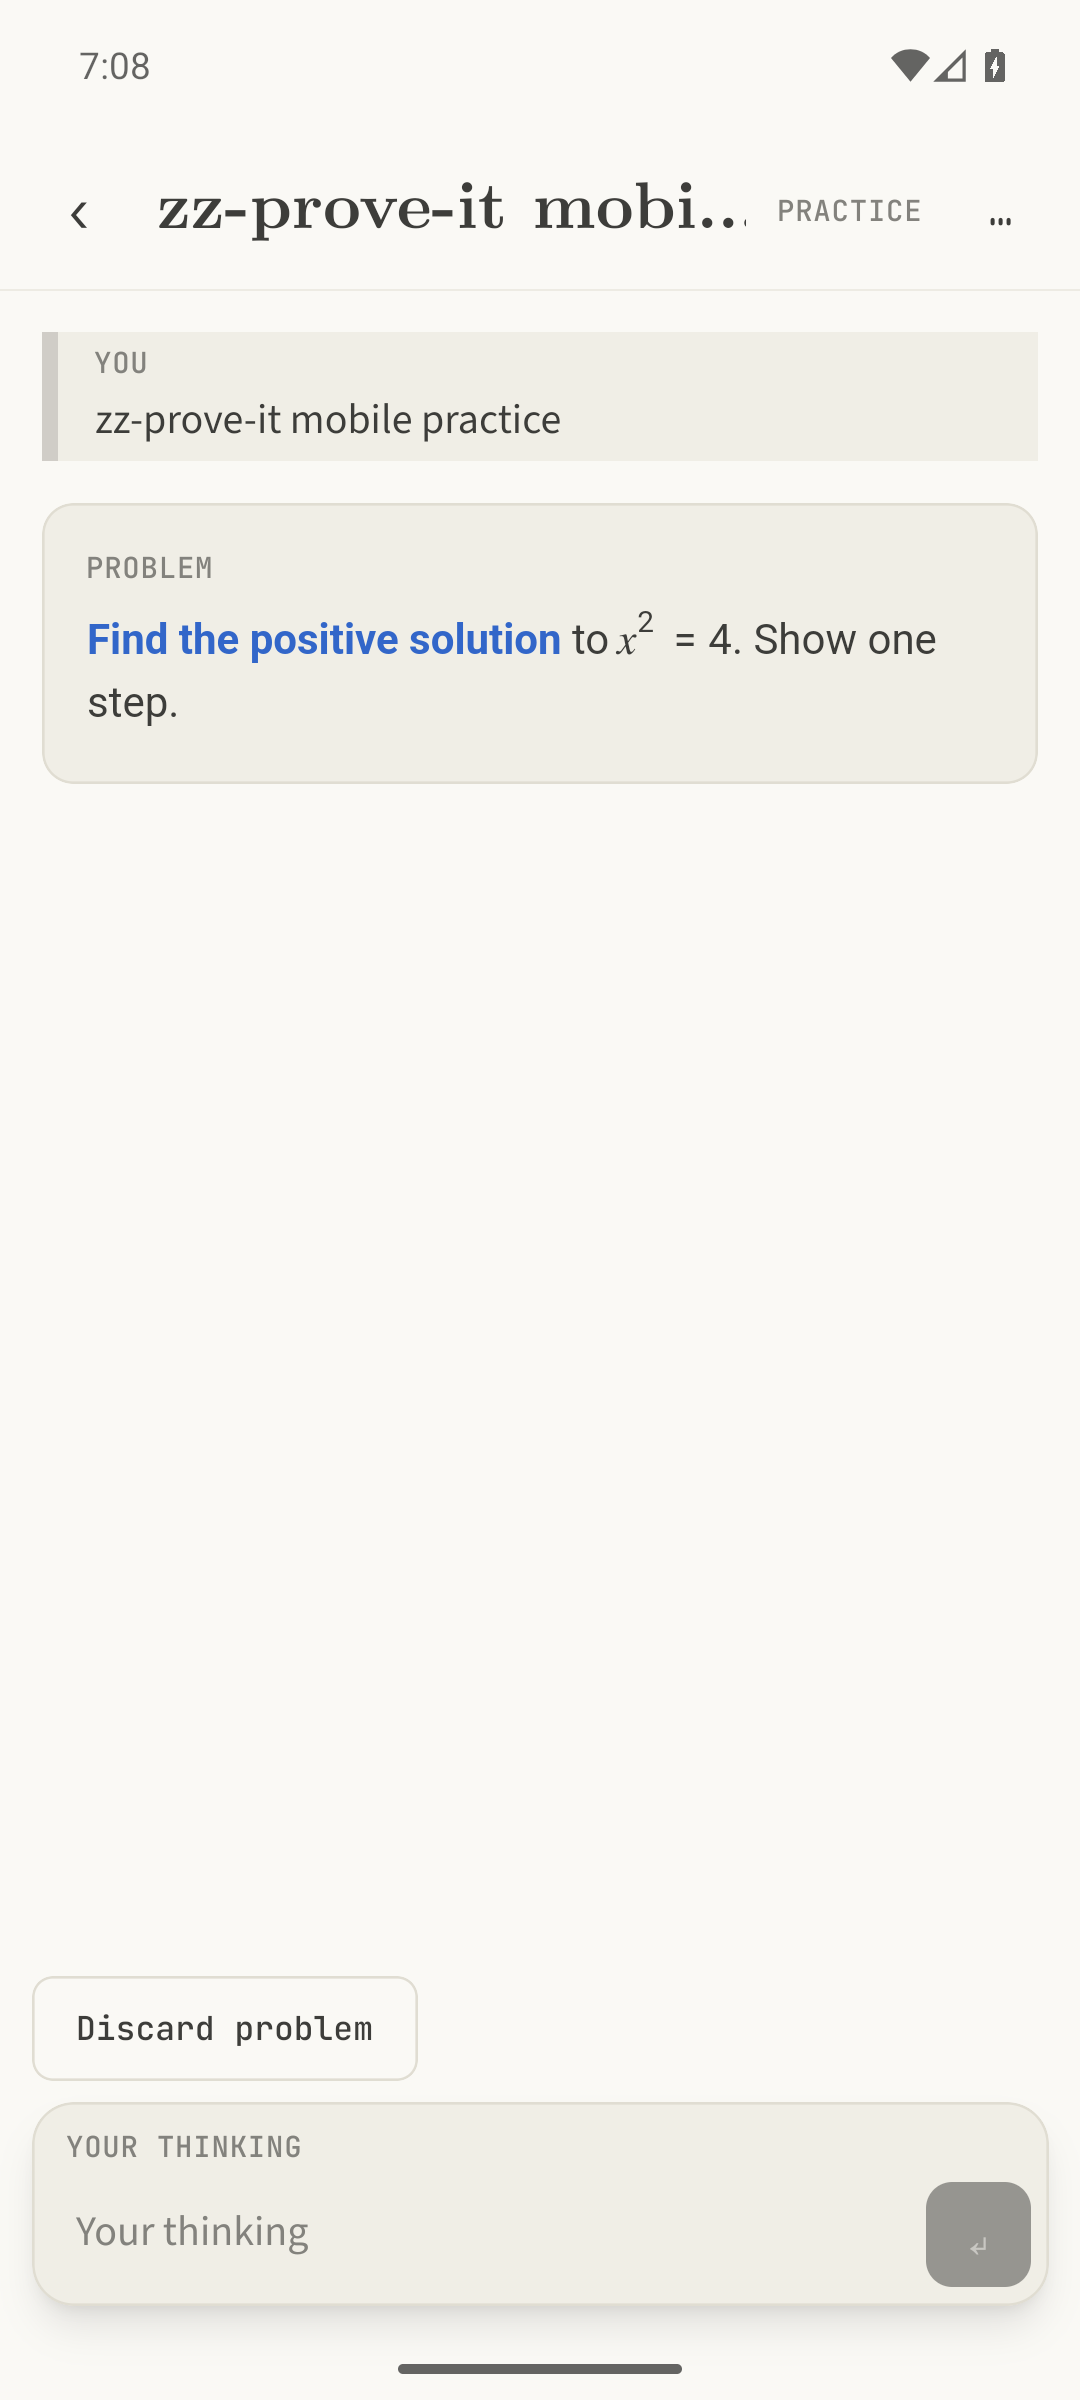 7:08
‹ zz-prove-it mobi... PRACTICE …
YOU
zz-prove-it mobile practice
PROBLEM
Find the positive solution to x² = 4. Show one
step.
Discard problem
YOUR THINKING
Your thinking
↵